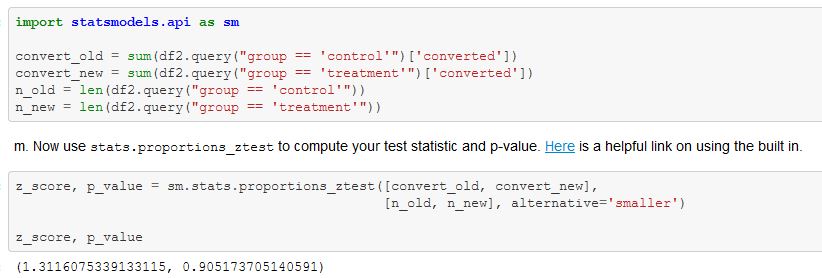 import statsmodels.api as sm
convert_old = sum(df2.query("group == 'control'")['converted'])
convert_new = sum(df2.query("group == 'treatment'")['converted'])
n_old = len(df2.query("group == 'control'"))
n_new = len(df2.query("group == 'treatment'"))
m. Now use stats.proportions_ztest to compute your test statistic and p-value. Here is a helpful link on using the built in.
z_score, p_value = sm.stats.proportions_ztest([convert_old, convert_new],
[n_old, n_new], alternative='smaller')
z_score, p_value
(1.3116075339133115, 0.905173705140591)